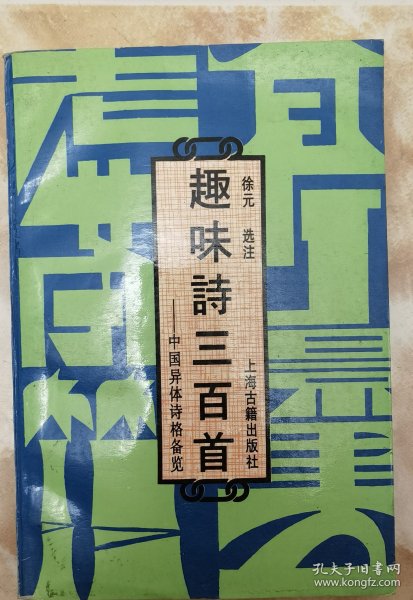 趣味詩三百首
——中国异体诗格备览
徐元 选注
上海古籍出版社
孔夫子旧书网
www.kongfz.com